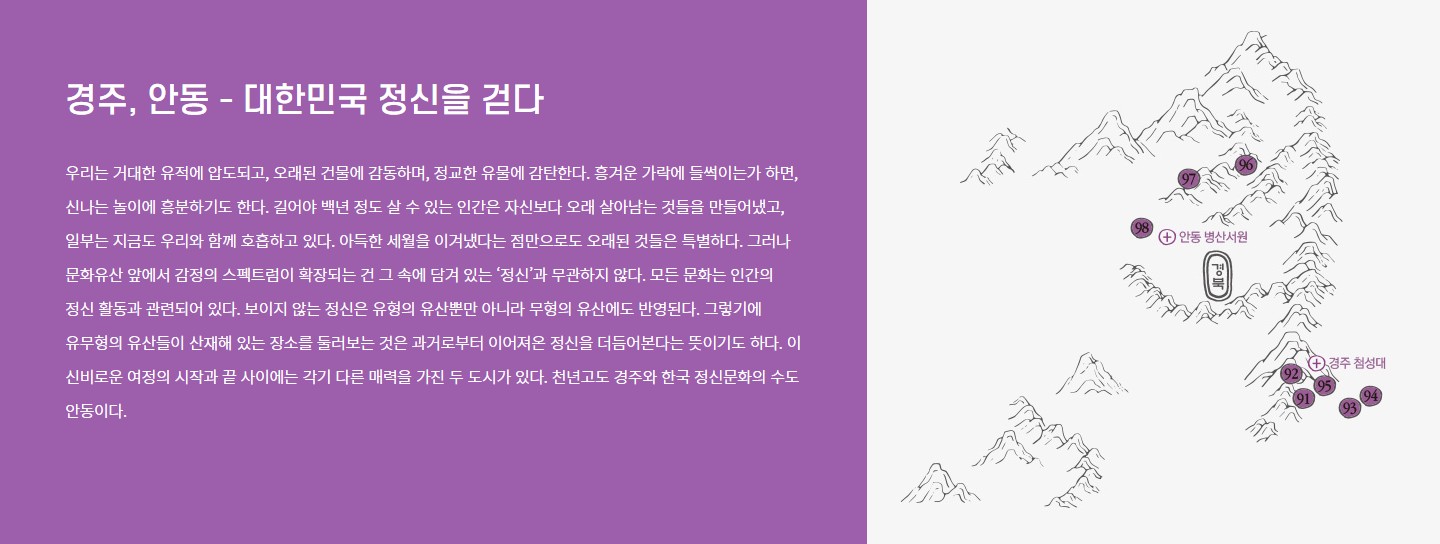 경주, 안동 - 대한민국 정신을 걷다
우리는 거대한 유적에 압도되고, 오래된 건물에 감동하며, 정교한 유물에 감탄한다. 흥겨운 가락에 들썩이는가 하면,
신나는 놀이에 흥분하기도 한다. 길어야 백년 정도 살 수 있는 인간은 자신보다 오래 살아남는 것들을 만들어냈고,
일부는 지금도 우리와 함께 호흡하고 있다. 아득한 세월을 이겨냈다는 점만으로도 오래된 것들은 특별하다. 그러나
문화유산 앞에서 감정의 스펙트럼이 확장되는 건 그 속에 담겨 있는 ‘정신’과 무관하지 않다. 모든 문화는 인간의
정신 활동과 관련되어 있다. 보이지 않는 정신은 유형의 유산뿐만 아니라 무형의 유산에도 반영된다. 그렇기에
유무형의 유산들이 산재해 있는 장소를 둘러보는 것은 과거로부터 이어져온 정신을 더듬어본다는 뜻이기도 하다. 이
신비로운 여정의 시작과 끝 사이에는 각기 다른 매력을 가진 두 도시가 있다. 천년고도 경주와 한국 정신문화의 수도
안동이다.
96
97
98
안동 병산서원
경북
경주 첨성대
92
95
91
94
93